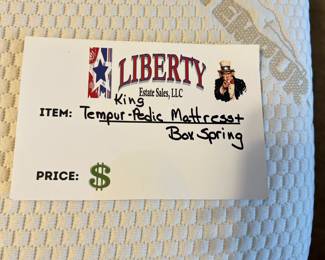 TEMPUR
LIBERTY
Estate Sales, LLC
King
ITEM: Tempur-Pedic Mattress+
Box Spring
PRICE: $